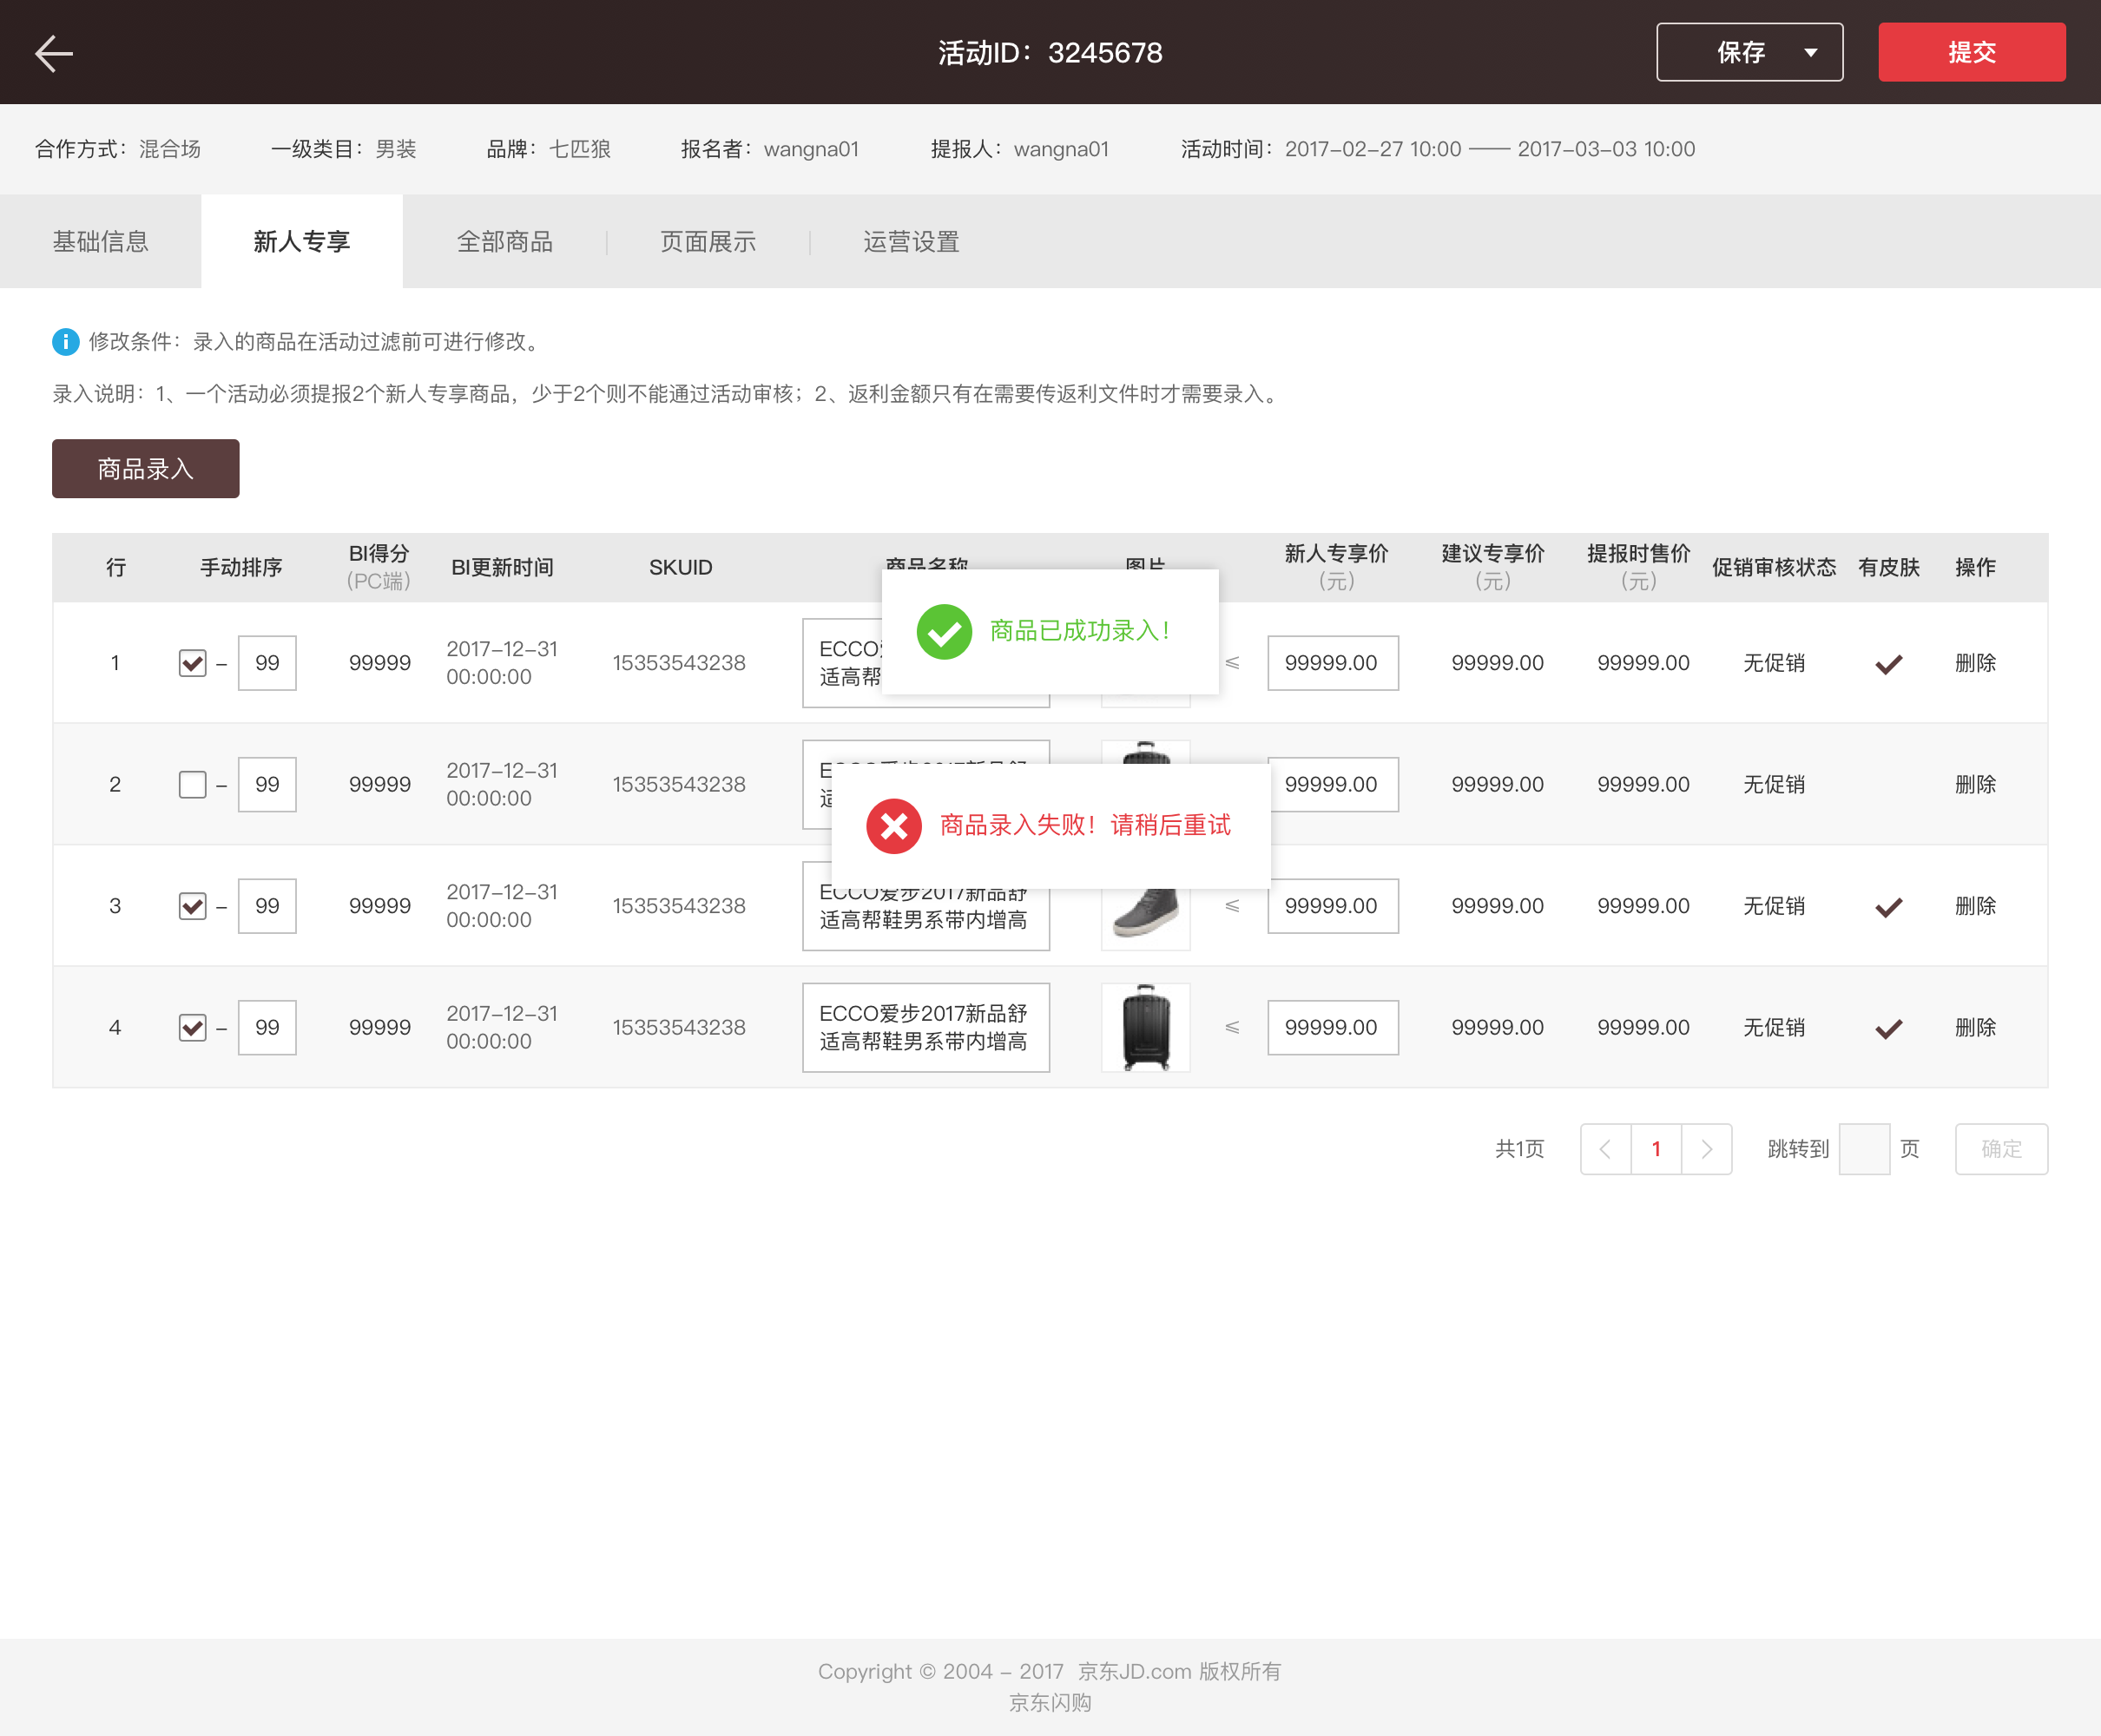 活动ID：3245678
保存
提交
合作方式：混合场 一级类目：男装 品牌：七匹狼 报名者：wangna01 提报人：wangna01 活动时间：2017-02-27 10:00 —— 2017-03-03 10:00
基础信息 新人专享 全部商品 页面展示 运营设置
修改条件：录入的商品在活动过滤前可进行修改。
录入说明：1、一个活动必须提报2个新人专享商品，少于2个则不能通过活动审核；2、返利金额只有在需要传返利文件时才需要录入。
商品录入
行 手动排序 BI得分 BI更新时间 SKUID 商品名称 图片 新人专享价 建议专享价 提报时售价 促销审核状态 有皮肤 操作
(PC端) (元) (元) (元)
商品已成功录入！
1 – 99 99999 2017-12-31 00:00:00 15353543238 ECCO ≤ 99999.00 99999.00 99999.00 无促销 删除
适高帮
2 – 99 99999 2017-12-31 00:00:00 15353543238 99999.00 99999.00 99999.00 无促销 删除
商品录入失败！请稍后重试
3 – 99 99999 2017-12-31 00:00:00 15353543238 ECCO爱步2017新品舒 ≤ 99999.00 99999.00 99999.00 无促销 删除
适高帮鞋男系带内增高
4 – 99 99999 2017-12-31 00:00:00 15353543238 ECCO爱步2017新品舒 ≤ 99999.00 99999.00 99999.00 无促销 删除
适高帮鞋男系带内增高
共1页 1 跳转到 页 确定
Copyright © 2004 - 2017 京东JD.com 版权所有
京东闪购